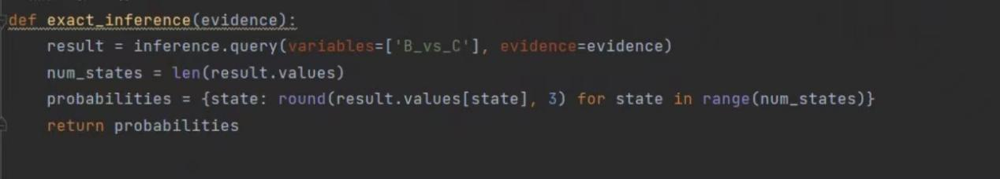 def exact_inference(evidence):
    result = inference.query(variables=['B_vs_C'], evidence=evidence)
    num_states = len(result.values)
    probabilities = {state: round(result.values[state], 3) for state in range(num_states)}
    return probabilities